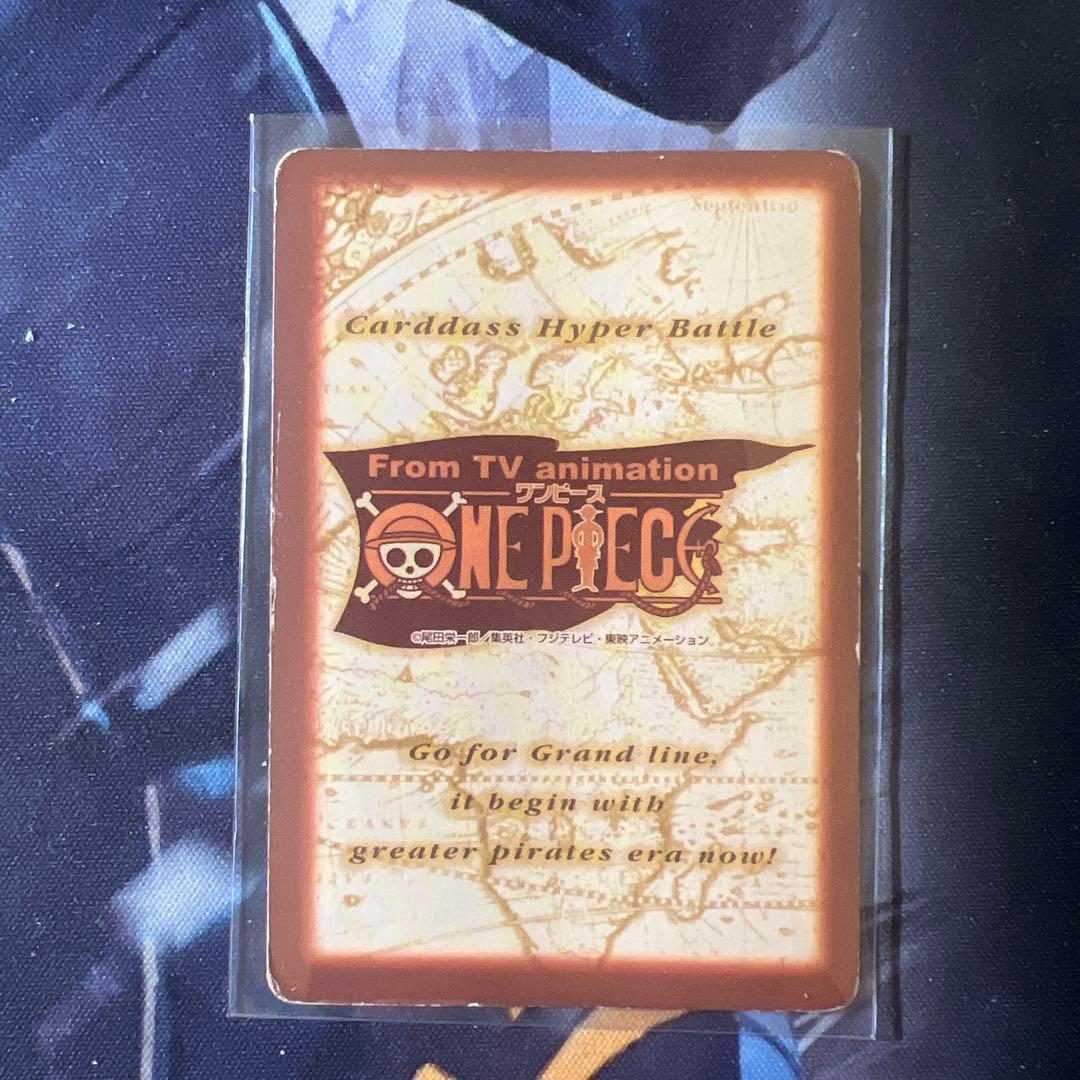 Septentrio
Carddass Hyper Battle
From TV animation
ワンピース
ONE PIECE
©尾田栄一郎／集英社・フジテレビ・東映アニメーション
Go for Grand line,
it begin with
greater pirates era now!